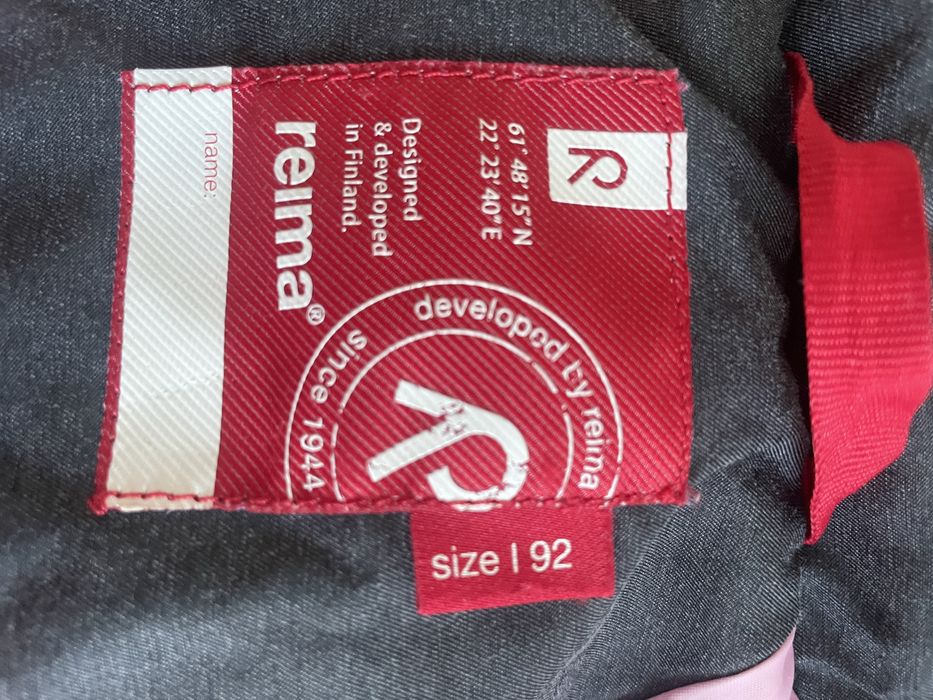 R
61° 48' 15"N
22° 23' 40"E
Designed
& developed
in Finland.
reima®
name:
developed by reima
since 1944
R
size | 92